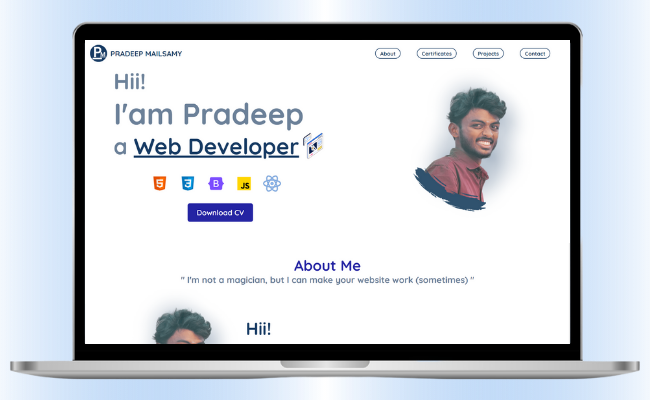 PM PRADEEP MAILSAMY
About Certificates Projects Contact
Hii!
I'am Pradeep
a Web Developer
5 3 B JS
Download CV
About Me
" I'm not a magician, but I can make your website work (sometimes) "
Hii!